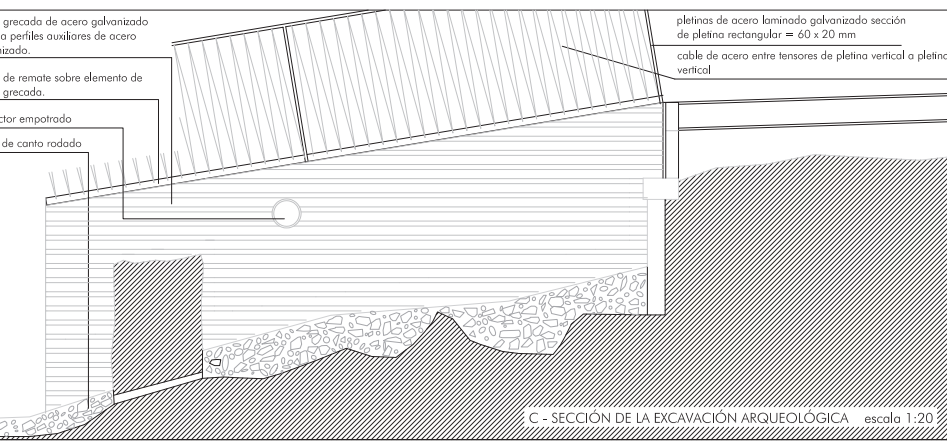 grecada de acero galvanizado
a perfiles auxiliares de acero
nizado.
de remate sobre elemento de
grecada.
ctor empotrado
de canto rodado
pletinas de acero laminado galvanizado sección
de pletina rectangular = 60 x 20 mm
cable de acero entre tensores de pletina vertical a pletina
vertical
C - SECCIÓN DE LA EXCAVACIÓN ARQUEOLÓGICA escala 1:20